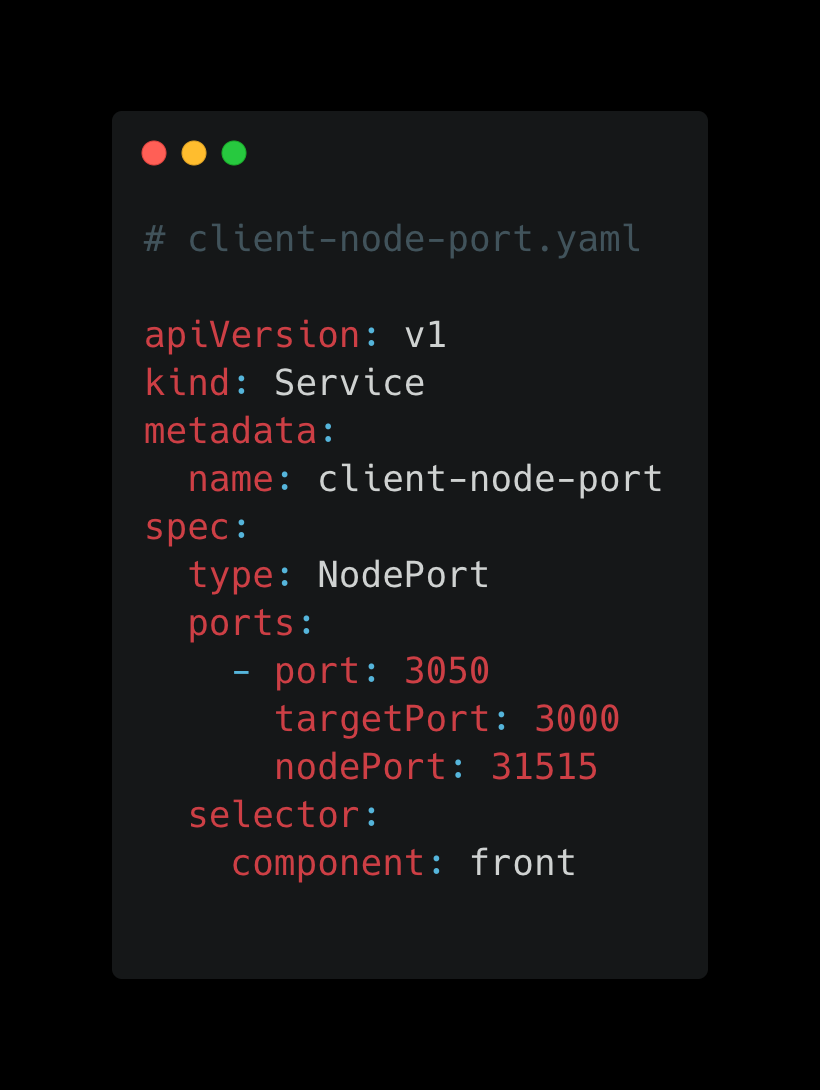 # client-node-port.yaml
apiVersion: v1
kind: Service
metadata:
  name: client-node-port
spec:
  type: NodePort
  ports:
    - port: 3050
      targetPort: 3000
      nodePort: 31515
  selector:
    component: front